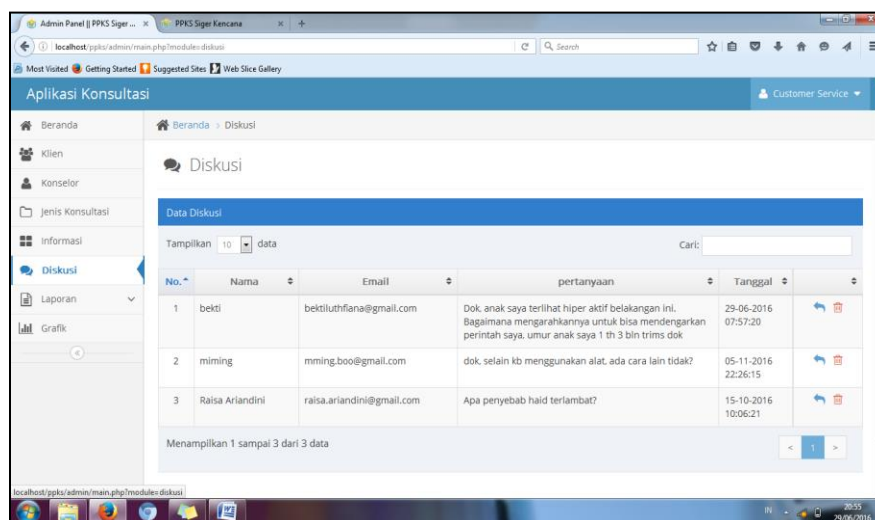 Admin Panel || PPKS Siger ... ×
PPKS Siger Kencana ×
localhost/ppks/admin/main.php?module=diskusi
Search
Most Visited Getting Started Suggested Sites Web Slice Gallery
Aplikasi Konsultasi
Customer Service
Beranda
Klien
Konselor
Jenis Konsultasi
Informasi
Diskusi
Laporan
Grafik
Beranda > Diskusi
Diskusi
Data Diskusi
Tampilkan 10 data
Cari:
No. Nama Email pertanyaan Tanggal
1 bekti bektiluthfiana@gmail.com Dok, anak saya terlihat hiper aktif belakangan ini. 29-06-2016
Bagaimana mengarahkannya untuk bisa mendengarkan 07:57:20
perintah saya, umur anak saya 1 th 3 bln trims dok
2 miming mming.boo@gmail.com dok, selain kb menggunakan alat, ada cara lain tidak? 05-11-2016
22:26:15
3 Raisa Ariandini raisa.ariandini@gmail.com Apa penyebab haid terlambat? 15-10-2016
10:06:21
Menampilkan 1 sampai 3 dari 3 data
< 1 >
localhost/ppks/admin/main.php?module=diskusi
IN
20:55
29/06/2016